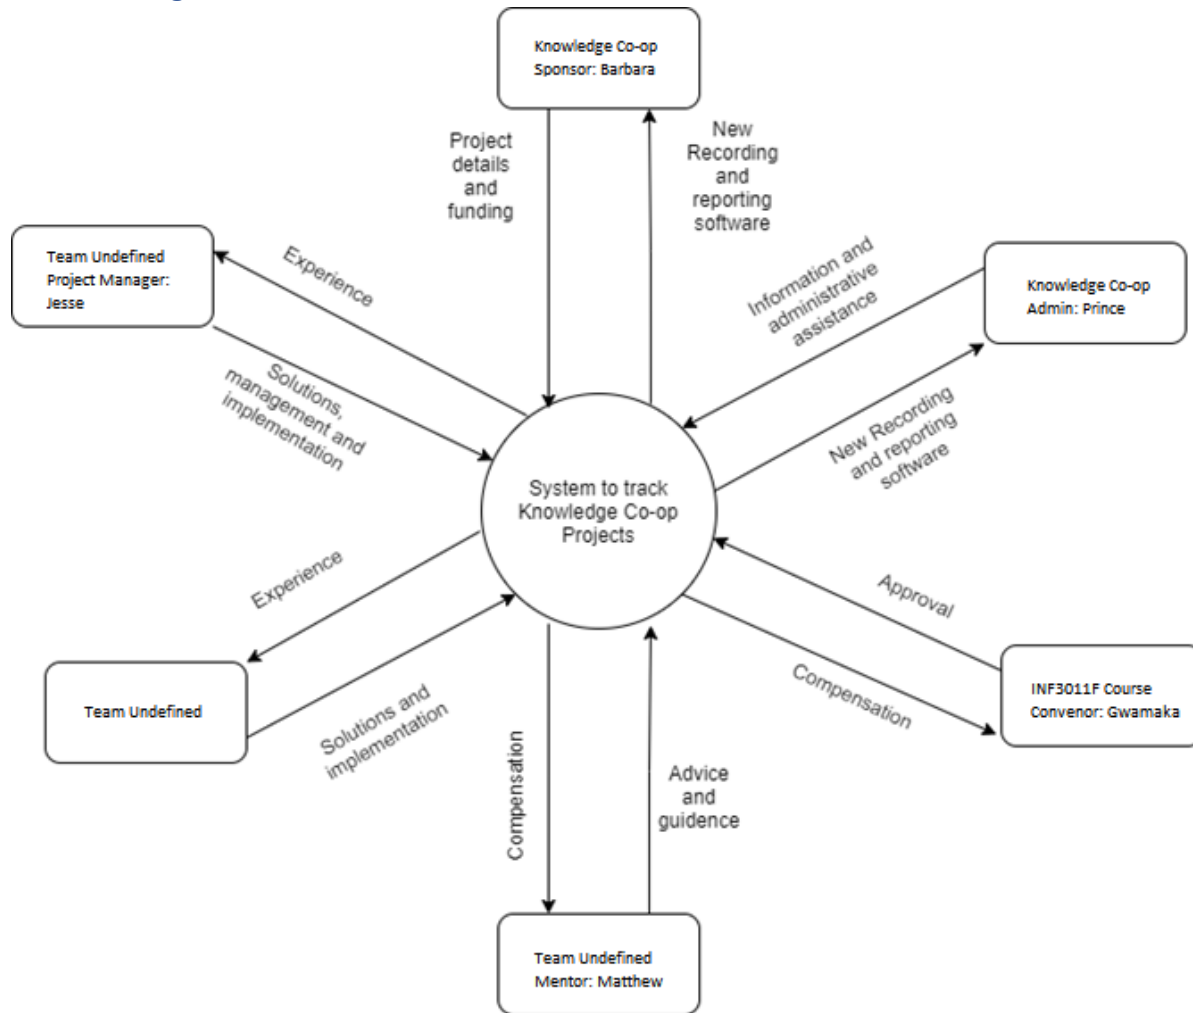 Knowledge Co-op
Sponsor: Barbara
Project
details
and
funding
New
Recording
and
reporting
software
Team Undefined
Project Manager:
Jesse
Experience
Information and
administrative
assistance
Knowledge Co-op
Admin: Prince
Solutions,
management and
implementation
New Recording
and reporting
software
System to track
Knowledge Co-op
Projects
Experience
Approval
Team Undefined
Solutions and
implementation
Compensation
INF3011F Course
Convenor: Gwamaka
Compensation
Advice
and
guidence
Team Undefined
Mentor: Matthew